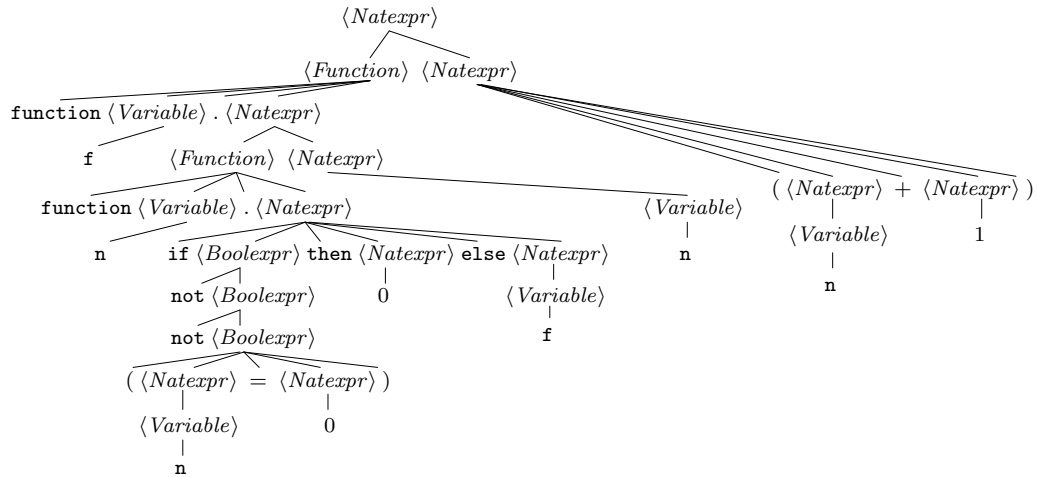 ⟨Natexpr⟩
⟨Function⟩ ⟨Natexpr⟩
function ⟨Variable⟩ . ⟨Natexpr⟩
f ⟨Function⟩ ⟨Natexpr⟩
( ⟨Natexpr⟩ + ⟨Natexpr⟩ )
function ⟨Variable⟩ . ⟨Natexpr⟩ ⟨Variable⟩
⟨Variable⟩ 1
n if ⟨Boolexpr⟩ then ⟨Natexpr⟩ else ⟨Natexpr⟩ n
n
not ⟨Boolexpr⟩ 0 ⟨Variable⟩
not ⟨Boolexpr⟩ f
( ⟨Natexpr⟩ = ⟨Natexpr⟩ )
⟨Variable⟩ 0
n